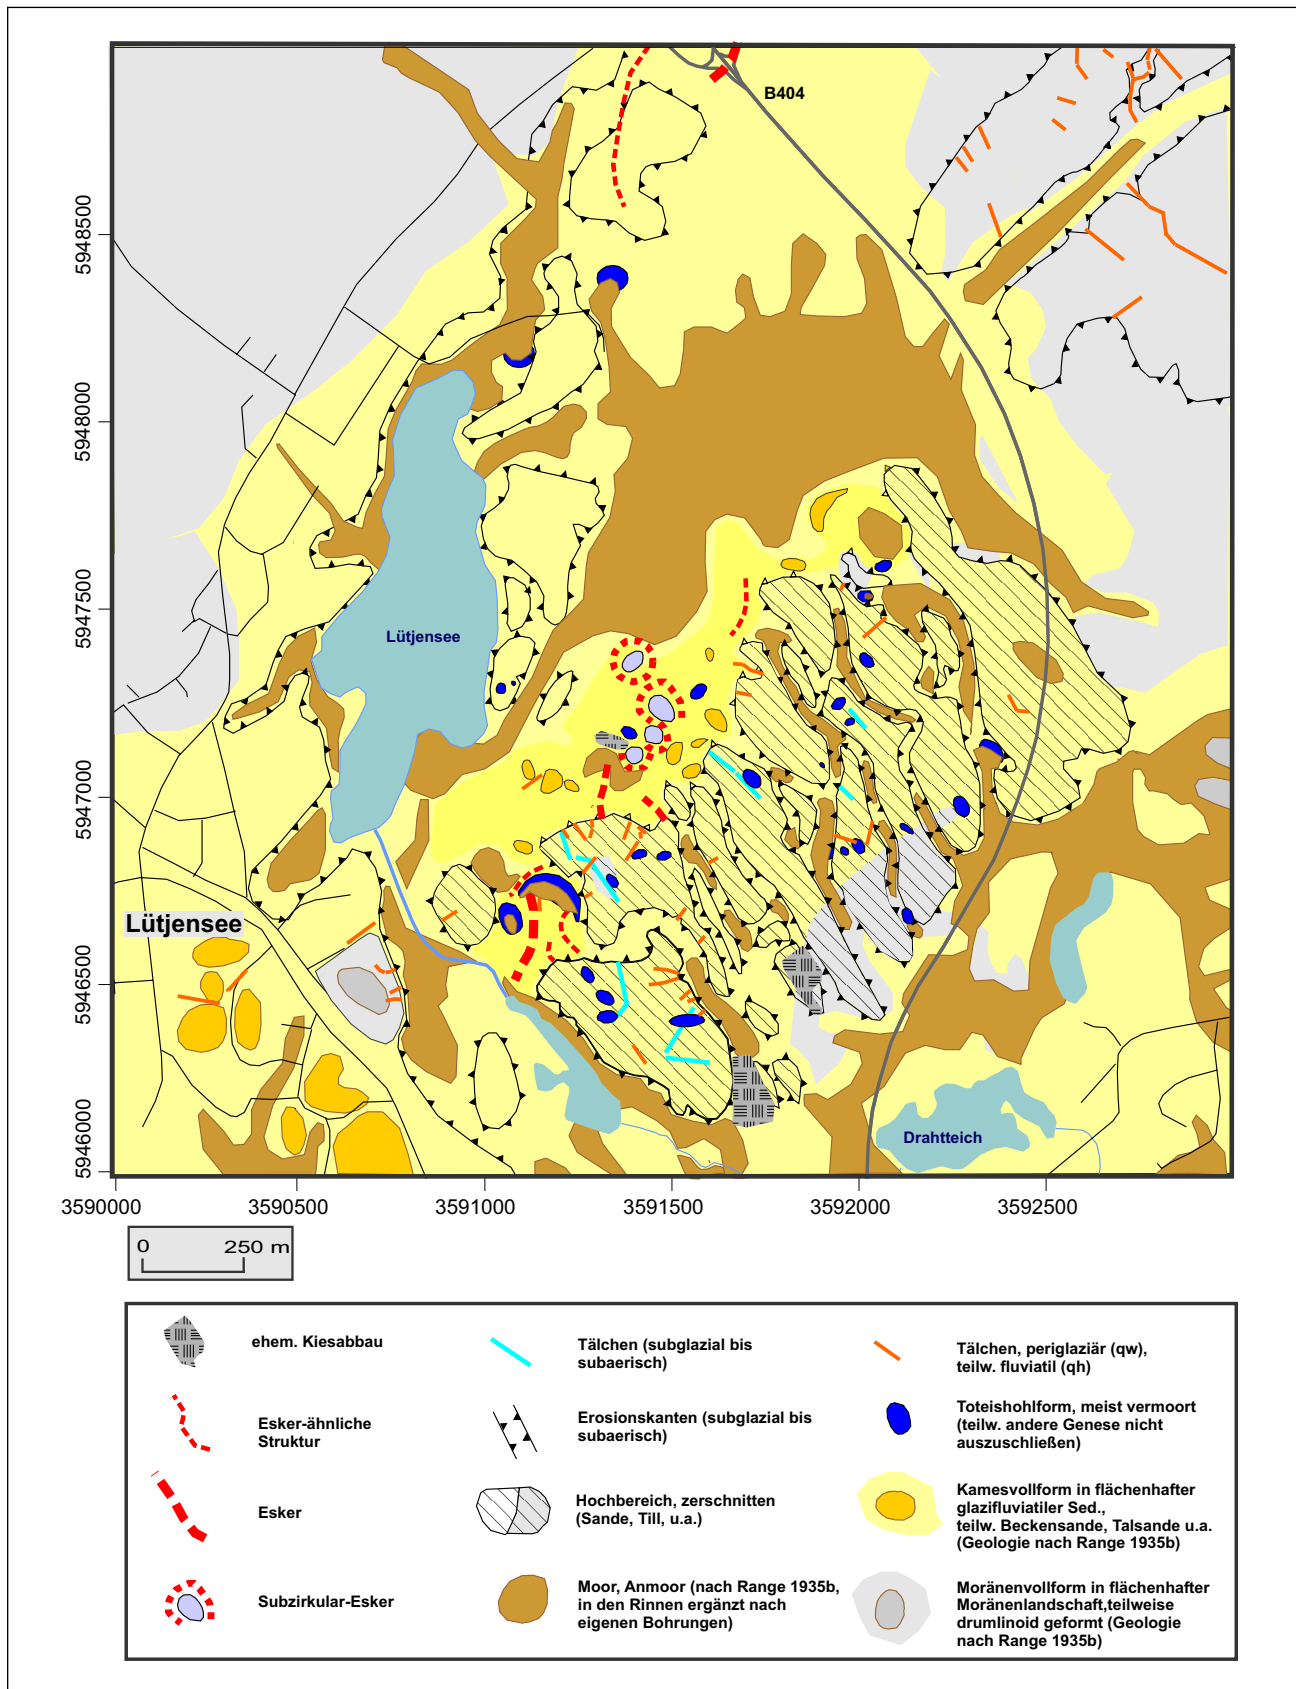 B404
5948500
5948000
5947500
5947000
5946500
5946000
Lütjensee
Lütjensee
Drahtteich
3590000
3590500
3591000
3591500
3592000
3592500
0 250 m
ehem. Kiesabbau
Esker-ähnliche
Struktur
Esker
Subzirkular-Esker
Tälchen (subglazial bis
subaerisch)
Erosionskanten (subglazial bis
subaerisch)
Hochbereich, zerschnitten
(Sande, Till, u.a.)
Moor, Anmoor (nach Range 1935b,
in den Rinnen ergänzt nach
eigenen Bohrungen)
Tälchen, periglaziär (qw),
teilw. fluviatil (qh)
Toteishohlform, meist vermoort
(teilw. andere Genese nicht
auszuschließen)
Kamesvollform in flächenhafter
glazifluviatiler Sed.,
teilw. Beckensande, Talsande u.a.
(Geologie nach Range 1935b)
Moränenvollform in flächenhafter
Moränenlandschaft,teilweise
drumlinoid geformt (Geologie
nach Range 1935b)